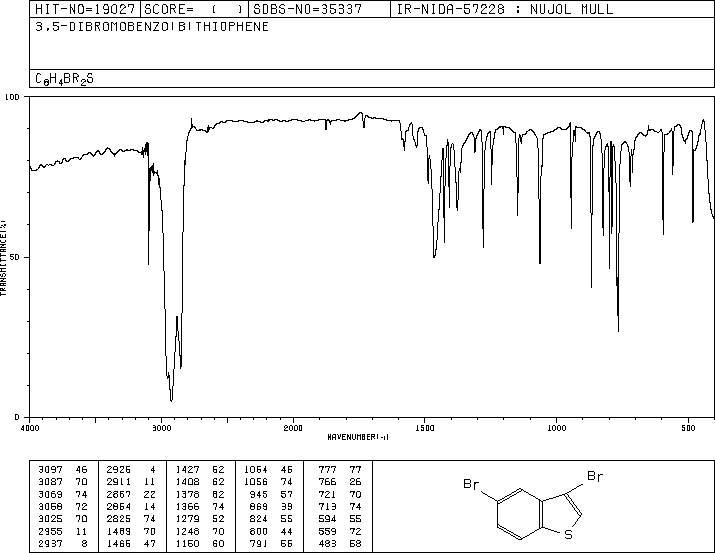 HIT-NO=19027 SCORE= ( ) SDBS-NO=35337 IR-NIDA-57228 : NUJOL MULL
3,5-DIBROMOBENZO(B)THIOPHENE
C8H4BR2S
100
50
0
TRANSMITTANCE(%)
4000 3000 2000 1500 1000 500
WAVENUMBER(-1)
3097 46 2926 4 1427 52 1064 46 777 77
3087 70 2911 11 1408 62 1056 74 766 26
3069 74 2867 22 1378 62 945 57 721 70
3058 72 2854 14 1366 74 869 39 713 74
3025 70 2825 74 1279 52 824 55 594 55
2955 11 1489 70 1248 70 800 44 559 72
2937 8 1466 47 1150 60 791 55 483 58
Br
Br
S